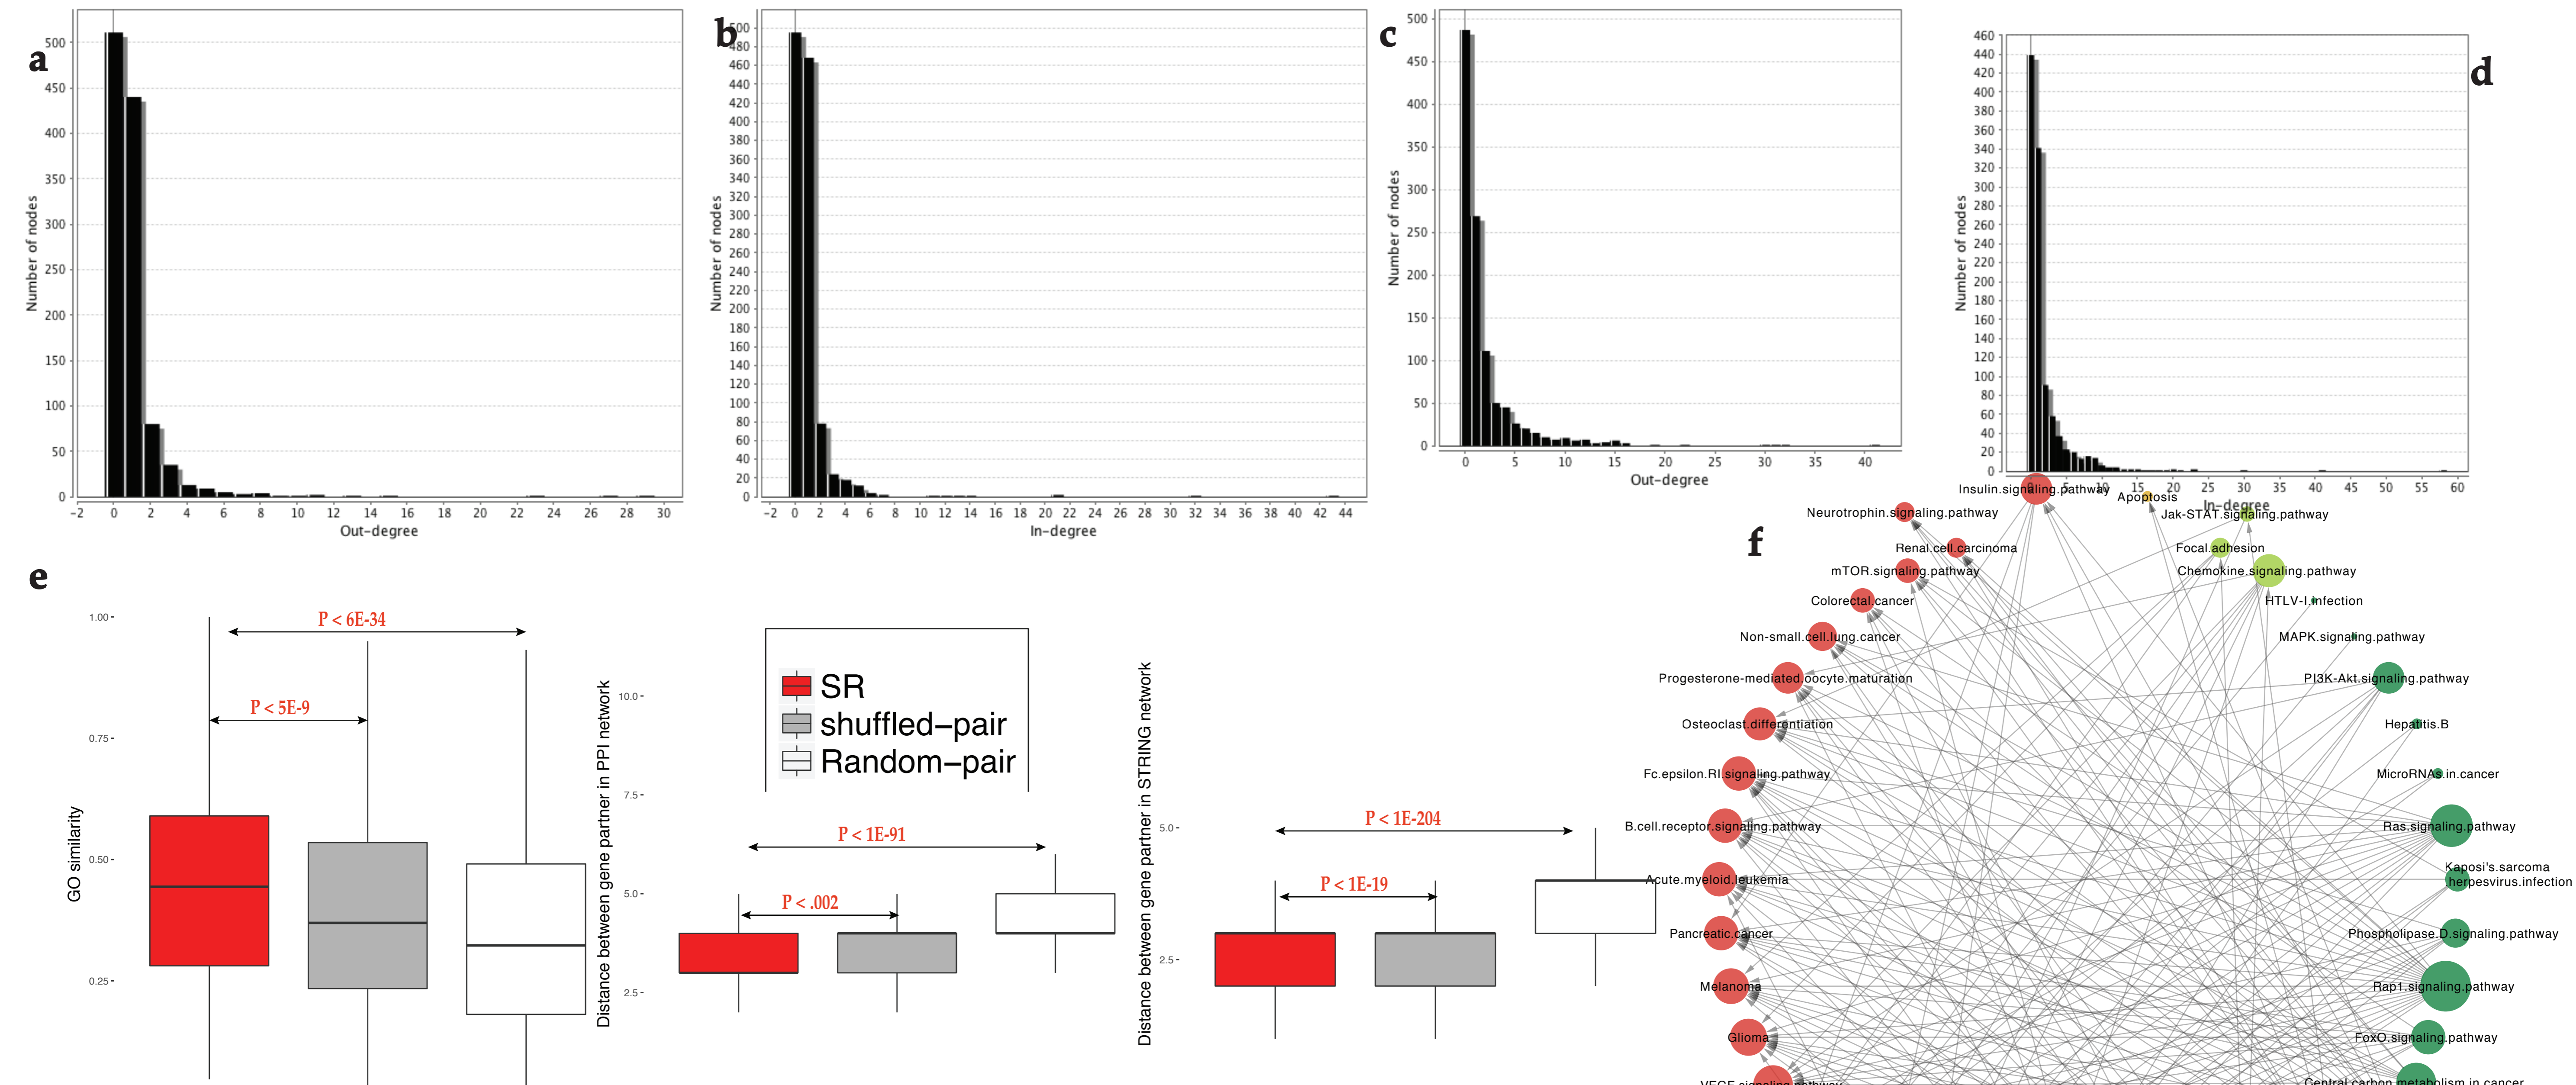 a
500
450
400
350
300
250
200
150
100
50
0
Number of nodes
-2 0 2 4 6 8 10 12 14 16 18 20 22 24 26 28 30
Out-degree
b
500
480
460
440
420
400
380
360
340
320
300
280
260
240
220
200
180
160
140
120
100
80
60
40
20
0
Number of nodes
-2 0 2 4 6 8 10 12 14 16 18 20 22 24 26 28 30 32 34 36 38 40 42 44
In-degree
c
500
450
400
350
300
250
200
150
100
50
0
Number of nodes
0 5 10 15 20 25 30 35 40
Out-degree
d
460
440
420
400
380
360
340
320
300
280
260
240
220
200
180
160
140
120
100
80
60
40
20
0
Number of nodes
5 10 15 20 25 30 35 40 45 50 55 60
In-degree
e
1.00
0.75
0.50
0.25
GO similarity
P < 6E-34
P < 5E-9
10.0
7.5
5.0
2.5
Distance between gene partner in PPI network
SR
shuffled-pair
Random-pair
P < 1E-91
P < .002
5.0
2.5
Distance between gene partner in STRING network
P < 1E-204
P < 1E-19
f
Insulin.signaling.pathway
Apoptosis
Neurotrophin.signaling.pathway
Jak-STAT.signaling.pathway
Renal.cell.carcinoma
Focal.adhesion
mTOR.signaling.pathway
Chemokine.signaling.pathway
Colorectal.cancer
HTLV-I.infection
Non-small.cell.lung.cancer
MAPK.signaling.pathway
Progesterone-mediated.oocyte.maturation
PI3K-Akt.signaling.pathway
Osteoclast.differentiation
Hepatitis.B
Fc.epsilon.RI.signaling.pathway
MicroRNAs.in.cancer
B.cell.receptor.signaling.pathway
Ras.signaling.pathway
Acute.myeloid.leukemia
Kaposi's.sarcoma
herpesvirus.infection
Pancreatic.cancer
Phospholipase.D.signaling.pathway
Melanoma
Rap1.signaling.pathway
Glioma
FoxO.signaling.pathway
VEGF.signaling.pathway
Central.carbon.metabolism.in.cancer